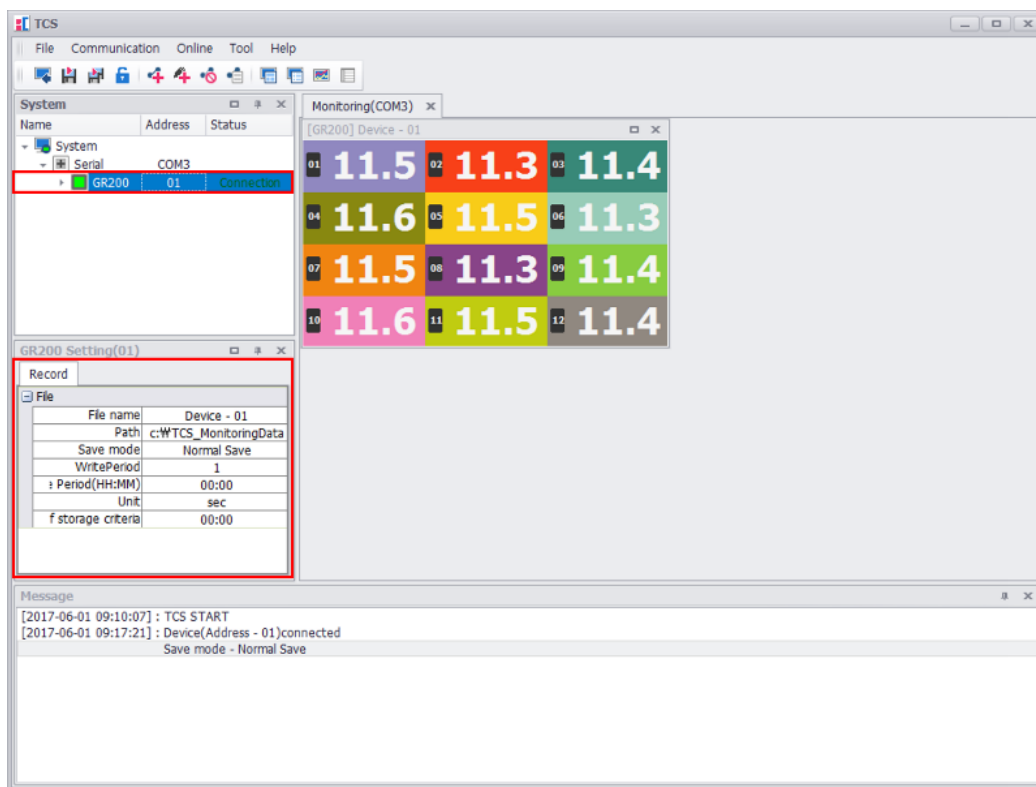 TCS
File Communication Online Tool Help
System
Name Address Status
System
Serial COM3
GR200 01 Connection
GR200 Setting(01)
Record
File
File name Device - 01
Path c:₩TCS_MonitoringData
Save mode Normal Save
WritePeriod 1
Period(HH:MM) 00:00
Unit sec
f storage criteria 00:00
Monitoring(COM3)
[GR200] Device - 01
01 11.5 02 11.3 03 11.4
04 11.6 05 11.5 06 11.3
07 11.5 08 11.3 09 11.4
10 11.6 11 11.5 12 11.4
Message
[2017-06-01 09:10:07] : TCS START
[2017-06-01 09:17:21] : Device(Address - 01)connected
Save mode - Normal Save